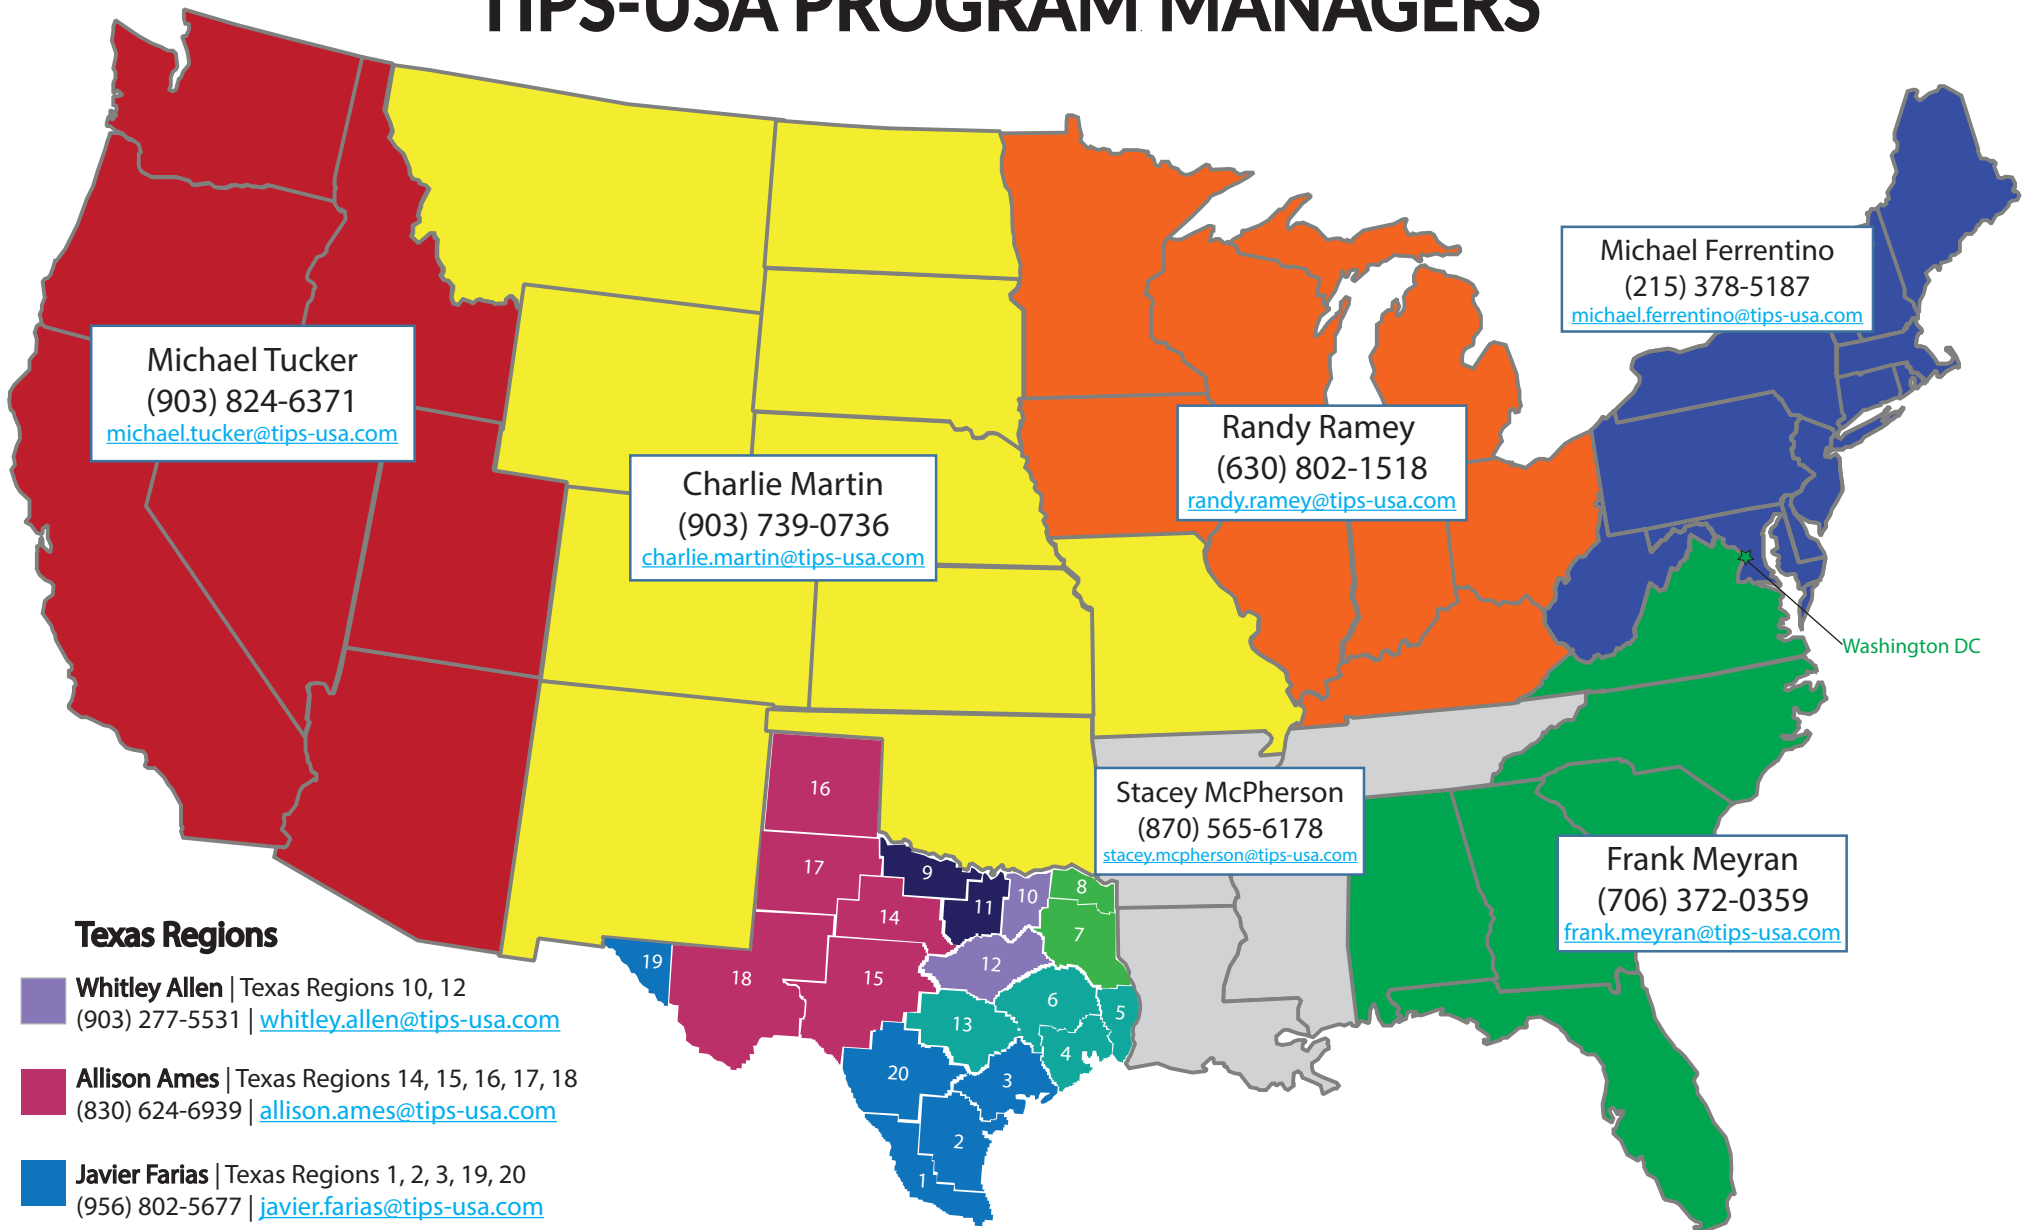 TIPS-USA PROGRAM MANAGERS
Michael Ferrentino
(215) 378-5187
michael.ferrentino@tips-usa.com
Michael Tucker
(903) 824-6371
michael.tucker@tips-usa.com
Randy Ramey
(630) 802-1518
randy.ramey@tips-usa.com
Charlie Martin
(903) 739-0736
charlie.martin@tips-usa.com
Washington DC
Stacey McPherson
(870) 565-6178
stacey.mcpherson@tips-usa.com
Frank Meyran
(706) 372-0359
frank.meyran@tips-usa.com
16
17
9
10
8
11
14
7
19
18
15
12
6
5
13
4
20
3
2
1
Texas Regions
Whitley Allen | Texas Regions 10, 12
(903) 277-5531 | whitley.allen@tips-usa.com
Allison Ames | Texas Regions 14, 15, 16, 17, 18
(830) 624-6939 | allison.ames@tips-usa.com
Javier Farias | Texas Regions 1, 2, 3, 19, 20
(956) 802-5677 | javier.farias@tips-usa.com